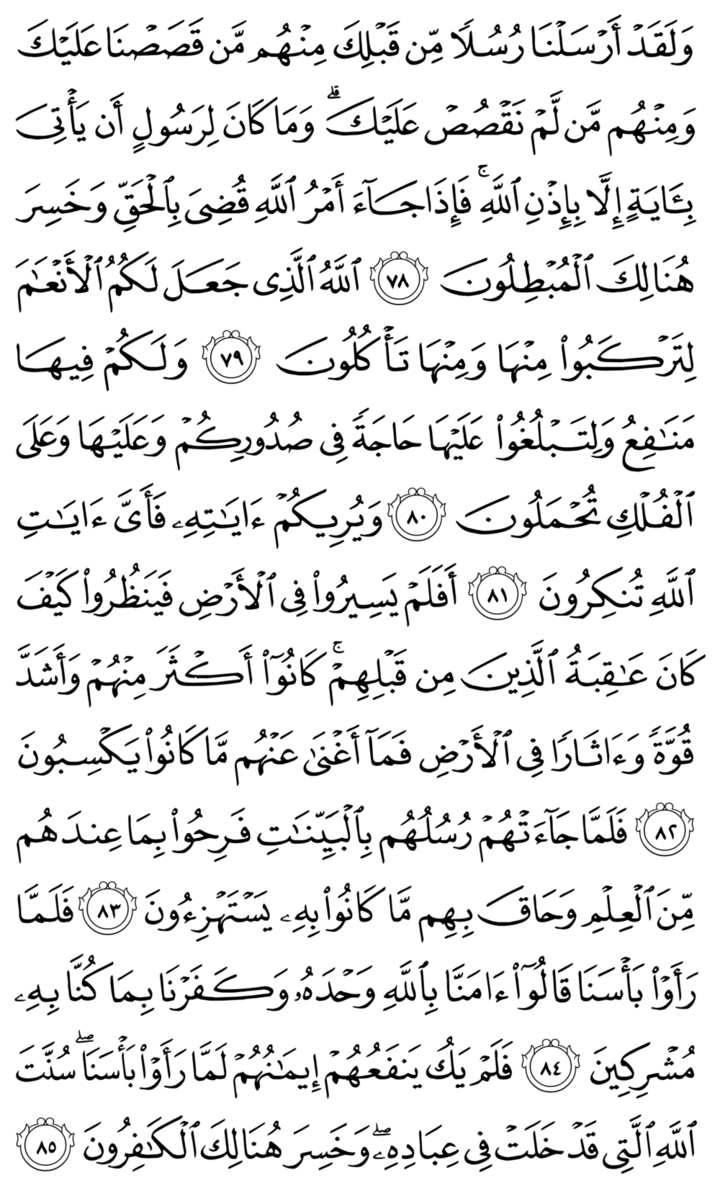 وَلَقَدۡ أَرۡسَلۡنَا رُسُلٗا مِّن قَبۡلِكَ مِنۡهُم مَّن قَصَصۡنَا عَلَيۡكَ
وَمِنۡهُم مَّن لَّمۡ نَقۡصُصۡ عَلَيۡكَۗ وَمَا كَانَ لِرَسُولٍ أَن يَأۡتِيَ
بِـَٔايَةٍ إِلَّا بِإِذۡنِ ٱللَّهِۚ فَإِذَا جَآءَ أَمۡرُ ٱللَّهِ قُضِيَ بِٱلۡحَقِّ وَخَسِرَ
هُنَالِكَ ٱلۡمُبۡطِلُونَ ٧٨ ٱللَّهُ ٱلَّذِي جَعَلَ لَكُمُ ٱلۡأَنۡعَٰمَ
لِتَرۡكَبُواْ مِنۡهَا وَمِنۡهَا تَأۡكُلُونَ ٧٩ وَلَكُمۡ فِيهَا
مَنَٰفِعُ وَلِتَبۡلُغُواْ عَلَيۡهَا حَاجَةٗ فِي صُدُورِكُمۡ وَعَلَيۡهَا وَعَلَى
ٱلۡفُلۡكِ تُحۡمَلُونَ ٨٠ وَيُرِيكُمۡ ءَايَٰتِهِۦ فَأَيَّ ءَايَٰتِ
ٱللَّهِ تُنكِرُونَ ٨١ أَفَلَمۡ يَسِيرُواْ فِي ٱلۡأَرۡضِ فَيَنظُرُواْ كَيۡفَ
كَانَ عَٰقِبَةُ ٱلَّذِينَ مِن قَبۡلِهِمۡۚ كَانُوٓاْ أَكۡثَرَ مِنۡهُمۡ وَأَشَدَّ
قُوَّةٗ وَءَاثَارٗا فِي ٱلۡأَرۡضِ فَمَآ أَغۡنَىٰ عَنۡهُم مَّا كَانُواْ يَكۡسِبُونَ
٨٢ فَلَمَّا جَآءَتۡهُمۡ رُسُلُهُم بِٱلۡبَيِّنَٰتِ فَرِحُواْ بِمَا عِندَهُم
مِّنَ ٱلۡعِلۡمِ وَحَاقَ بِهِم مَّا كَانُواْ بِهِۦ يَسۡتَهۡزِءُونَ ٨٣ فَلَمَّا
رَأَوۡاْ بَأۡسَنَا قَالُوٓاْ ءَامَنَّا بِٱللَّهِ وَحۡدَهُۥ وَكَفَرۡنَا بِمَا كُنَّا بِهِۦ
مُشۡرِكِينَ ٨٤ فَلَمۡ يَكُ يَنفَعُهُمۡ إِيمَٰنُهُمۡ لَمَّا رَأَوۡاْ بَأۡسَنَاۖ سُنَّتَ
ٱللَّهِ ٱلَّتِي قَدۡ خَلَتۡ فِي عِبَادِهِۦۖ وَخَسِرَ هُنَالِكَ ٱلۡكَٰفِرُونَ ٨٥